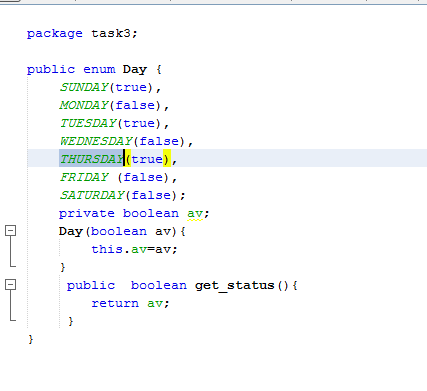 package task3;
public enum Day {
SUNDAY(true),
MONDAY(false),
TUESDAY(true),
WEDNESDAY(false),
THURSDAY(true),
FRIDAY (false),
SATURDAY(false);
private boolean av;
Day(boolean av){
this.av=av;
}
public  boolean get_status(){
return av;
}
}